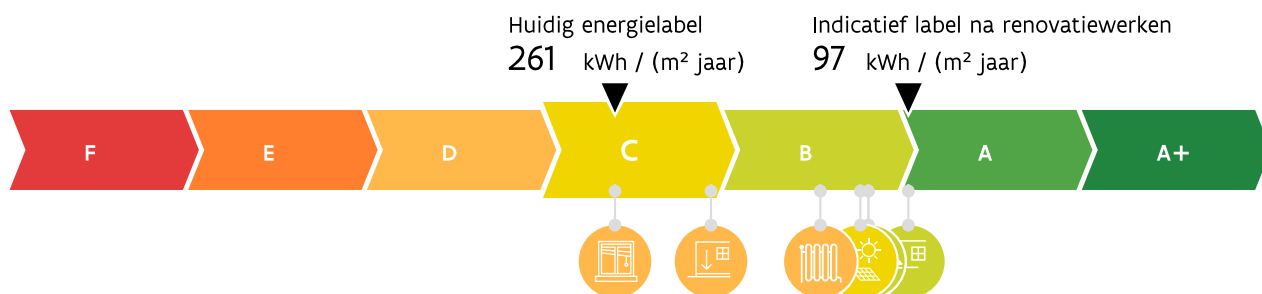 Huidig energielabel
261 kWh / (m² jaar)
Indicatief label na renovatiewerken
97 kWh / (m² jaar)
F E D C B A A+